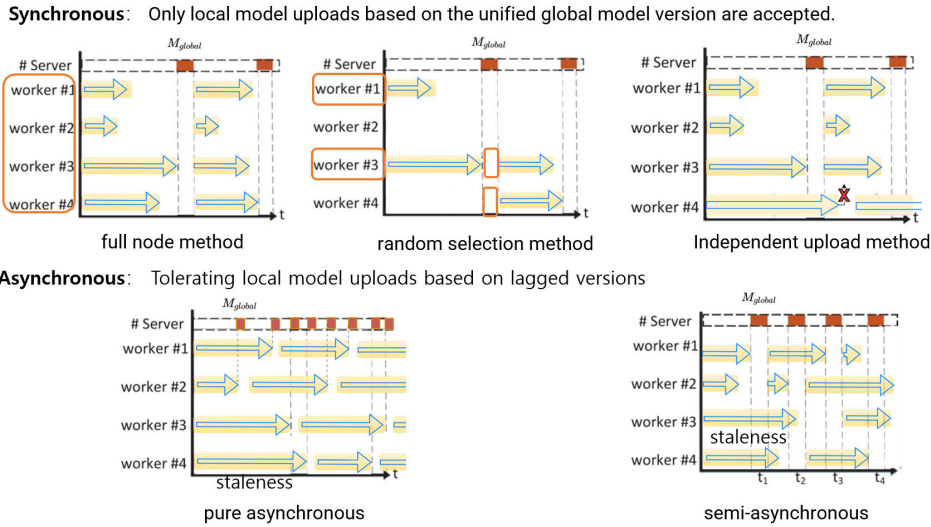 Synchronous: Only local model uploads based on the unified global model version are accepted.
M_global
M_global
M_global
# Server
worker #1
worker #2
worker #3
worker #4
t
full node method
# Server
worker #1
worker #2
worker #3
worker #4
t
random selection method
# Server
worker #1
worker #2
worker #3
worker #4
X
t
Independent upload method
Asynchronous: Tolerating local model uploads based on lagged versions
M_global
# Server
worker #1
worker #2
worker #3
worker #4
staleness
t
pure asynchronous
M_global
# Server
worker #1
worker #2
worker #3
staleness
worker #4
t1
t2
t3
t4
semi-asynchronous